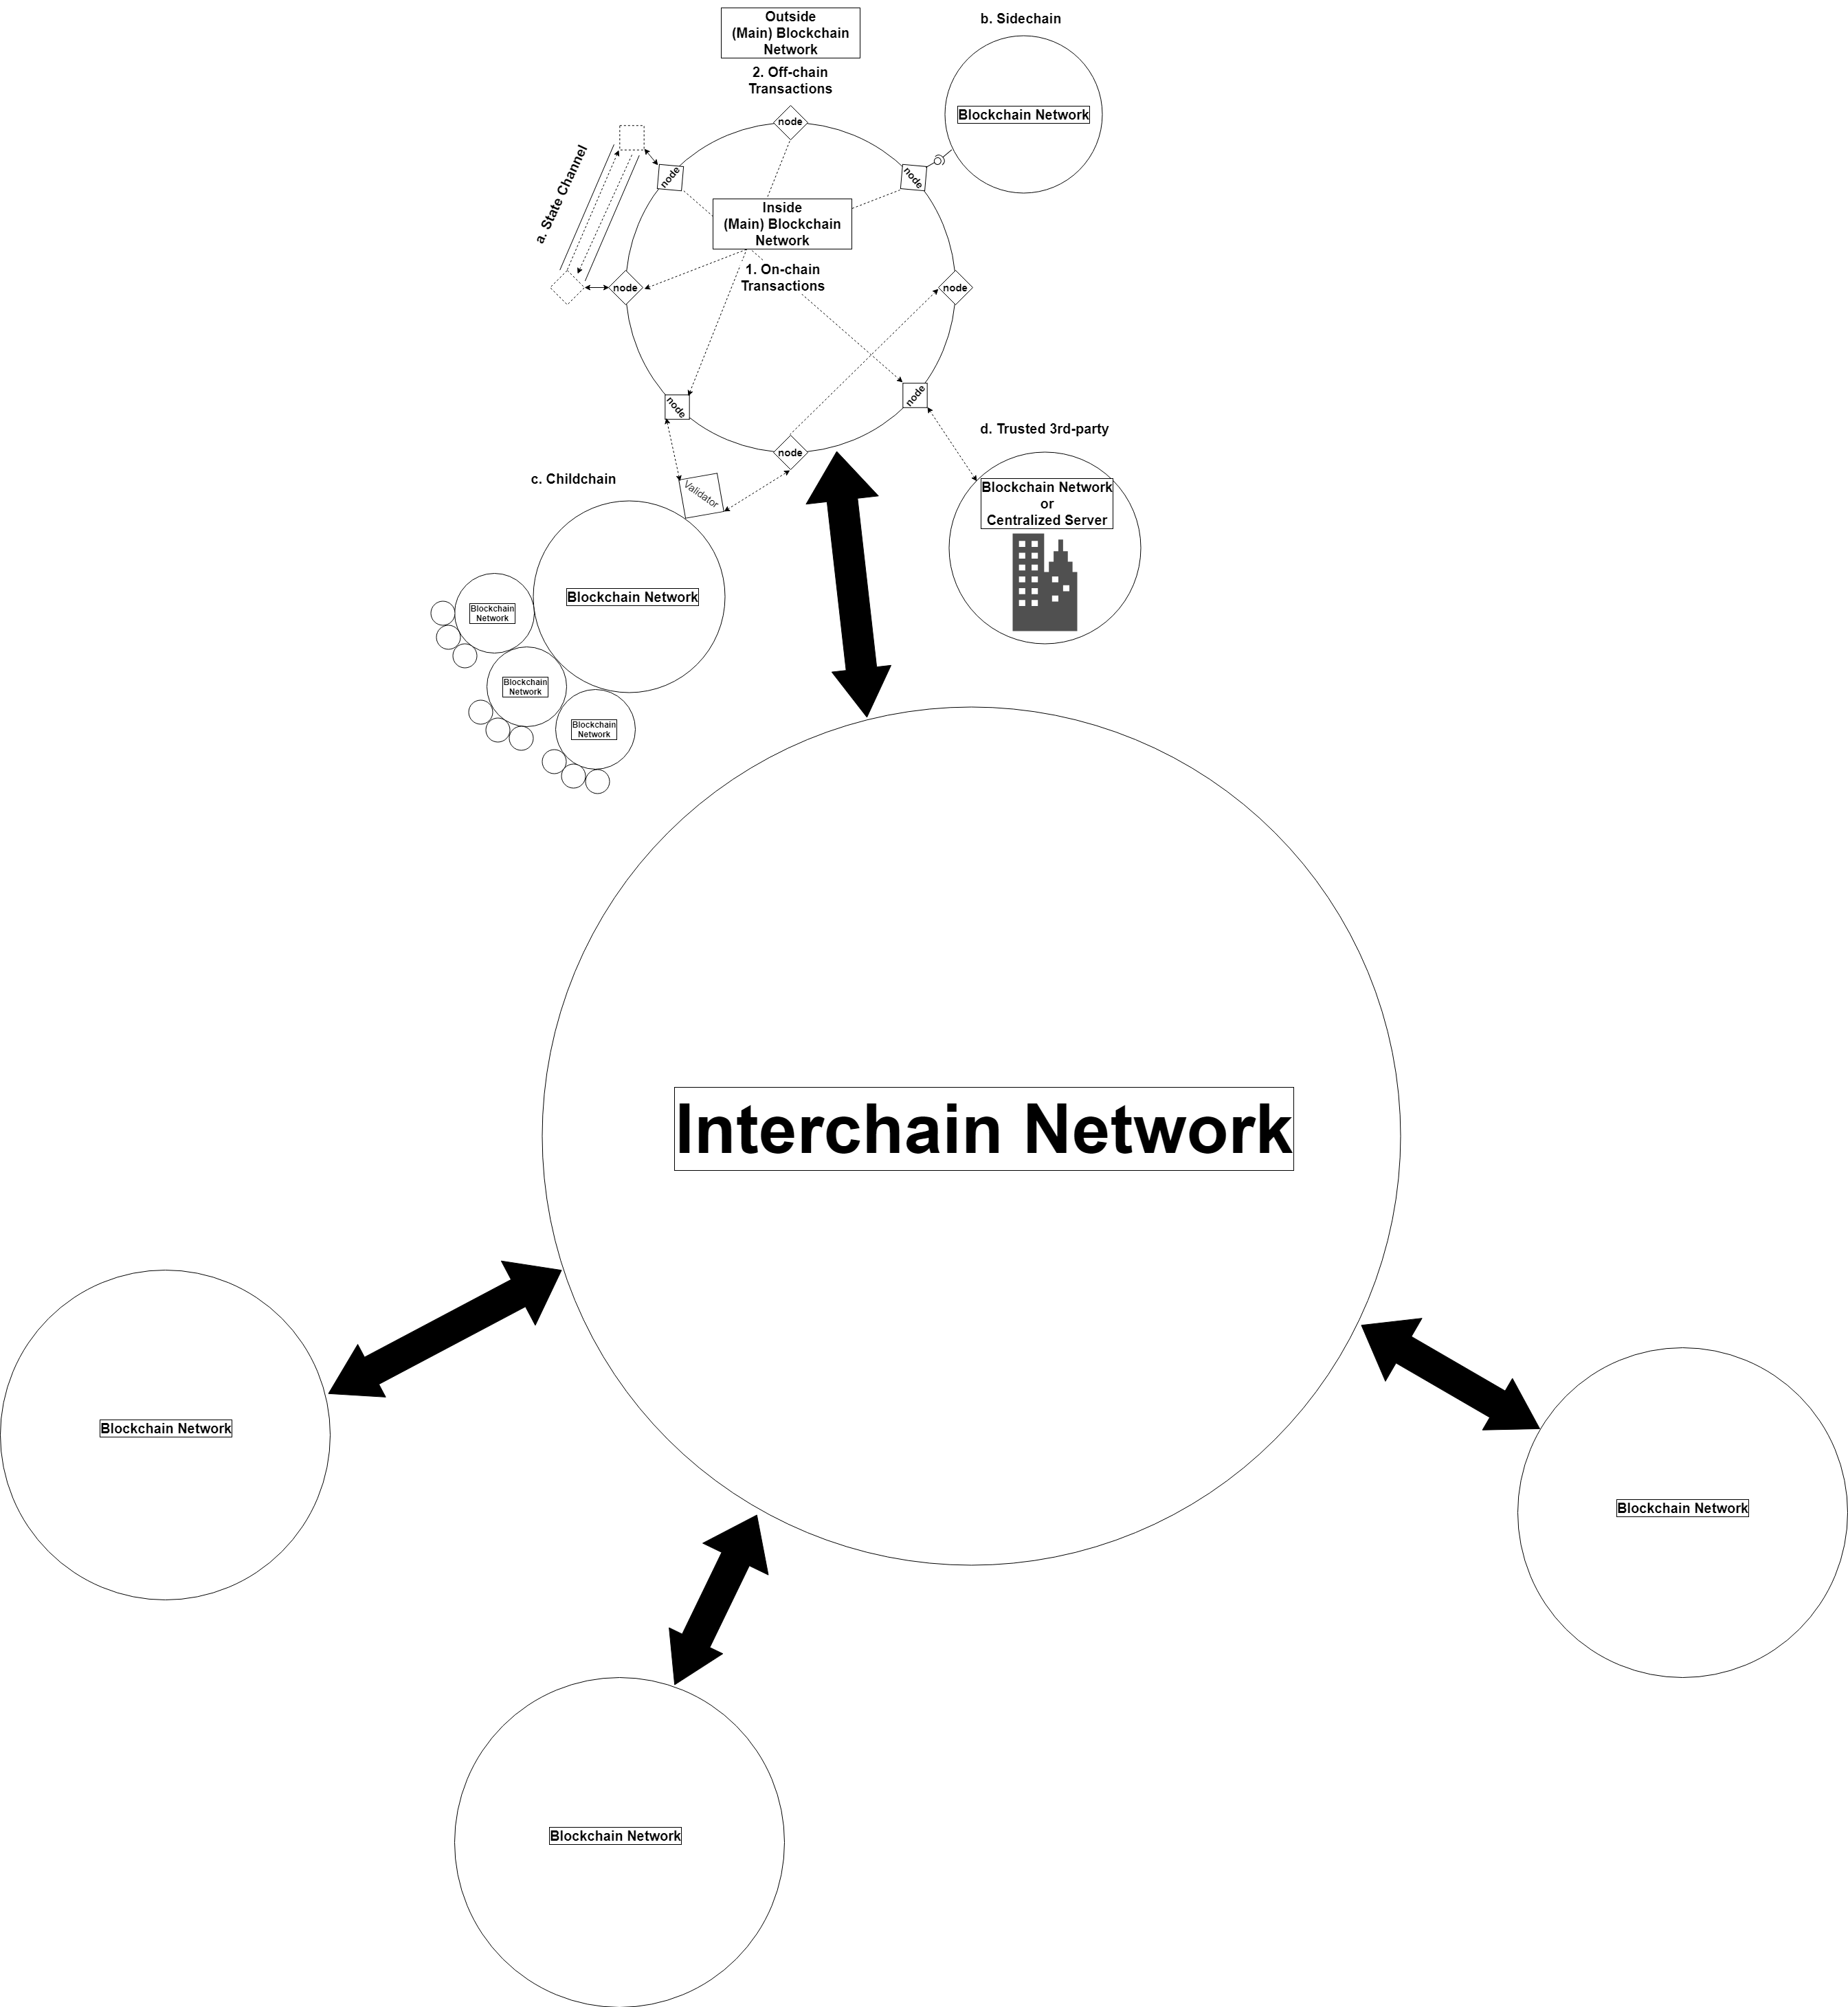 Outside
(Main) Blockchain
Network
b. Sidechain
2. Off-chain
Transactions
Blockchain Network
node
a. State Channel
node
node
Inside
(Main) Blockchain
Network
1. On-chain
Transactions
node
node
node
node
node
d. Trusted 3rd-party
node
c. Childchain
Validator
Blockchain Network
or
Centralized Server
Blockchain Network
Blockchain
Network
Blockchain
Network
Blockchain
Network
Interchain Network
Blockchain Network
Blockchain Network
Blockchain Network